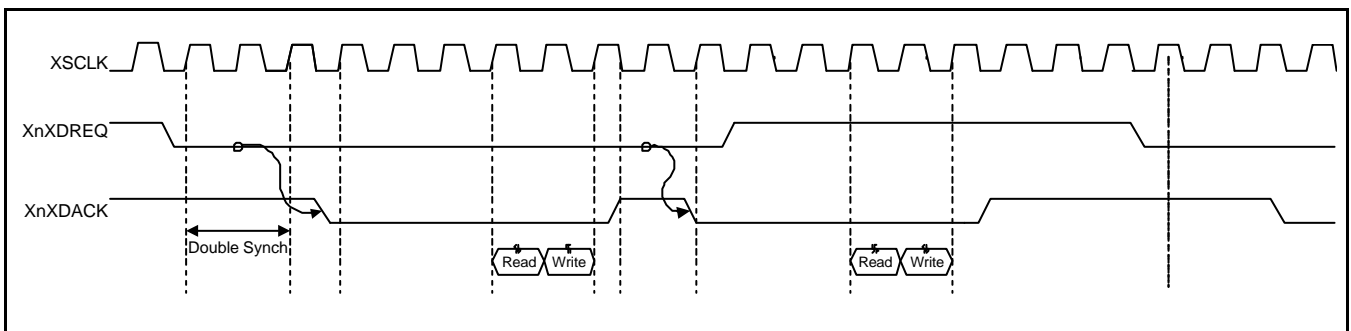 XSCLK
XnXDREQ
XnXDACK
Double Synch
Read Write Read Write